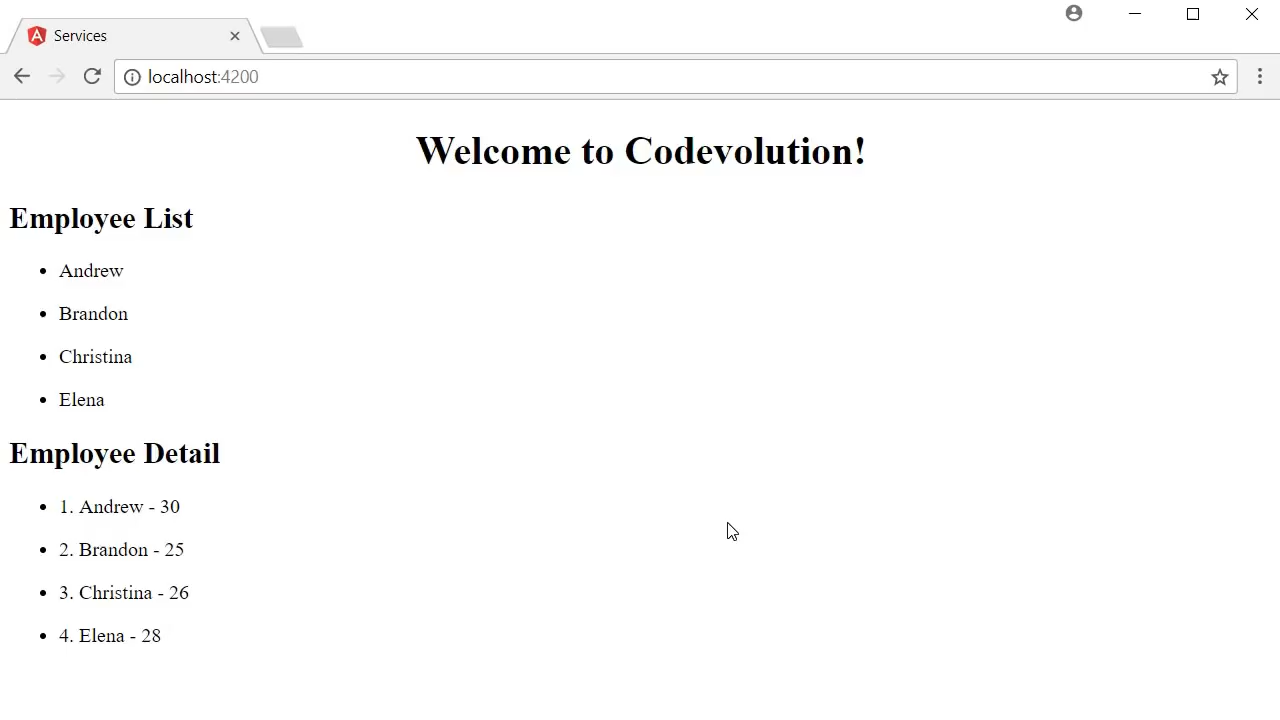 Services
localhost:4200
Welcome to Codevolution!
Employee List
• Andrew
• Brandon
• Christina
• Elena
Employee Detail
• 1. Andrew - 30
• 2. Brandon - 25
• 3. Christina - 26
• 4. Elena - 28